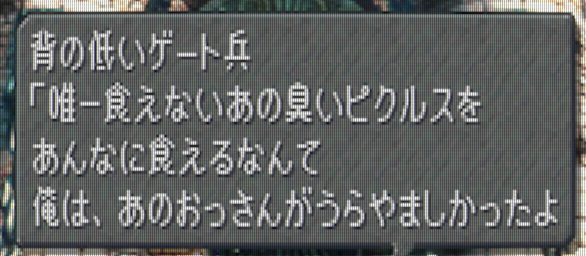 背の低いゲート兵
「唯一食えないあの臭いピクルスを
あんなに食えるなんて
俺は、あのおっさんがうらやましかったよ